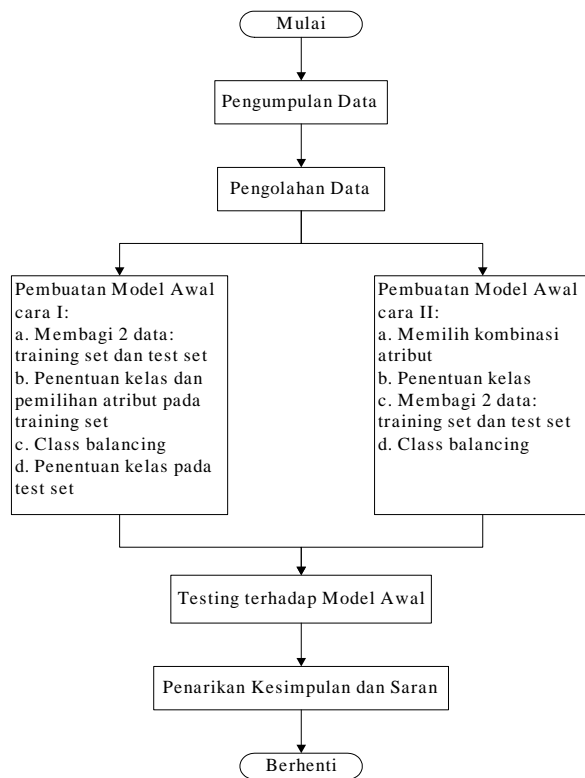 Mulai
Pengumpulan Data
Pengolahan Data
Pembuatan Model Awal
cara I:
a. Membagi 2 data:
training set dan test set
b. Penentuan kelas dan
pemilihan atribut pada
training set
c. Class balancing
d. Penentuan kelas pada
test set
Pembuatan Model Awal
cara II:
a. Memilih kombinasi
atribut
b. Penentuan kelas
c. Membagi 2 data:
training set dan test set
d. Class balancing
Testing terhadap Model Awal
Penarikan Kesimpulan dan Saran
Berhenti